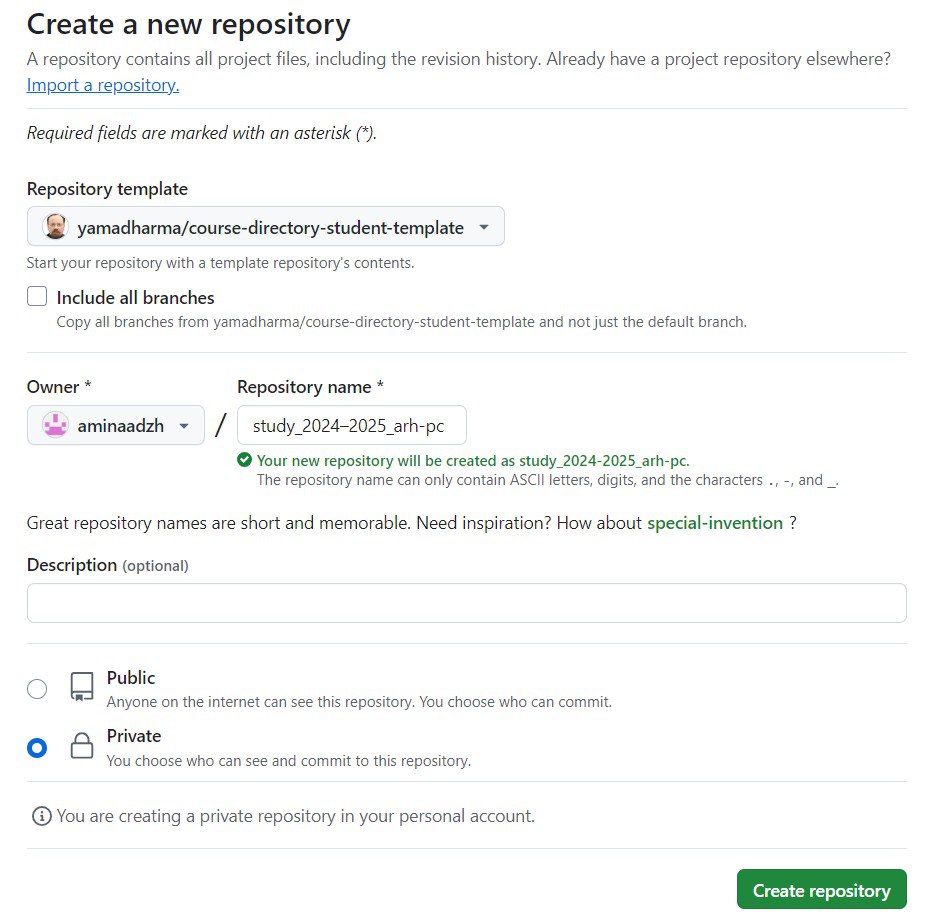 Create a new repository
A repository contains all project files, including the revision history. Already have a project repository elsewhere?
Import a repository.
Required fields are marked with an asterisk (*).
Repository template
yamadharma/course-directory-student-template
Start your repository with a template repository's contents.
Include all branches
Copy all branches from yamadharma/course-directory-student-template and not just the default branch.
Owner * Repository name *
aminaadzh / study_2024–2025_arh-pc
Your new repository will be created as study_2024-2025_arh-pc.
The repository name can only contain ASCII letters, digits, and the characters ., -, and _.
Great repository names are short and memorable. Need inspiration? How about special-invention ?
Description (optional)
Public
Anyone on the internet can see this repository. You choose who can commit.
Private
You choose who can see and commit to this repository.
You are creating a private repository in your personal account.
Create repository